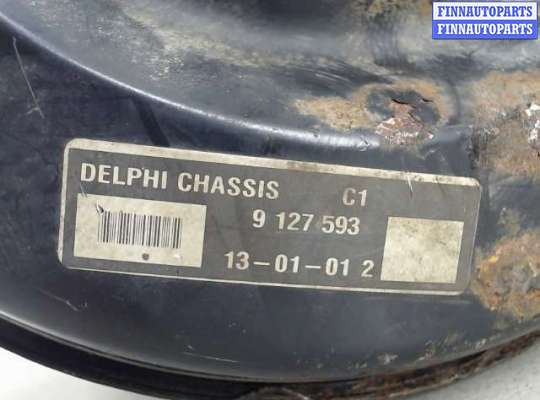 FINNAUTOPARTS
FINNAUTOPARTS
DELPHI CHASSIS C1
9 127 593
13-01-01 2